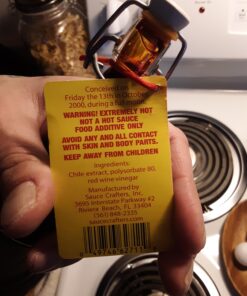 Conceived on
Friday the 13th in October
2000, during a full moon
WARNING! EXTREMELY HOT
NOT A HOT SAUCE
FOOD ADDITIVE ONLY
AVOID ANY AND ALL CONTACT
WITH SKIN AND BODY PARTS.
KEEP AWAY FROM CHILDREN
ingredients:
Chile extract, polysorbate 80,
red wine vinegar
Manufactured by
Sauce Crafters, Inc.
3695 Interstate Parkway #2
Riviera Beach, FL 33404
(561) 848-2335
saucecrafters.com